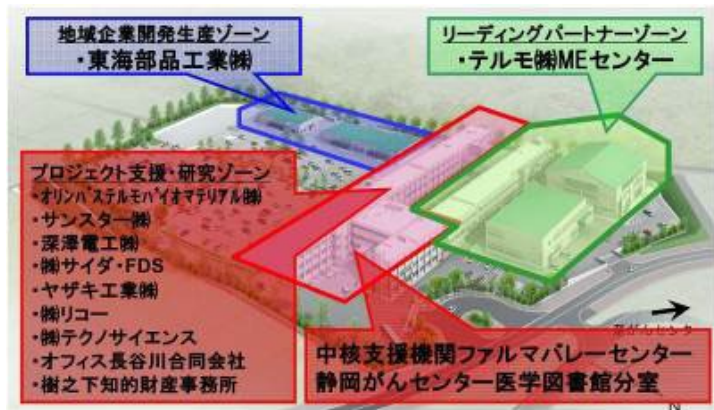 地域企業開発生産ゾーン
・東海部品工業㈱
リーディングパートナーゾーン
・テルモ㈱MEセンター
プロジェクト支援・研究ゾーン
・オリンパステルモバイオマテリアル㈱
・サンスター㈱
・深澤電工㈱
・㈱サイダ・FDS
・ヤザキ工業㈱
・㈱リコー
・㈱テクノサイエンス
・オフィス長谷川合同会社
・樹之下知的財産事務所
中核支援機関ファルマバレーセンター
静岡がんセンター医学図書館分室
N